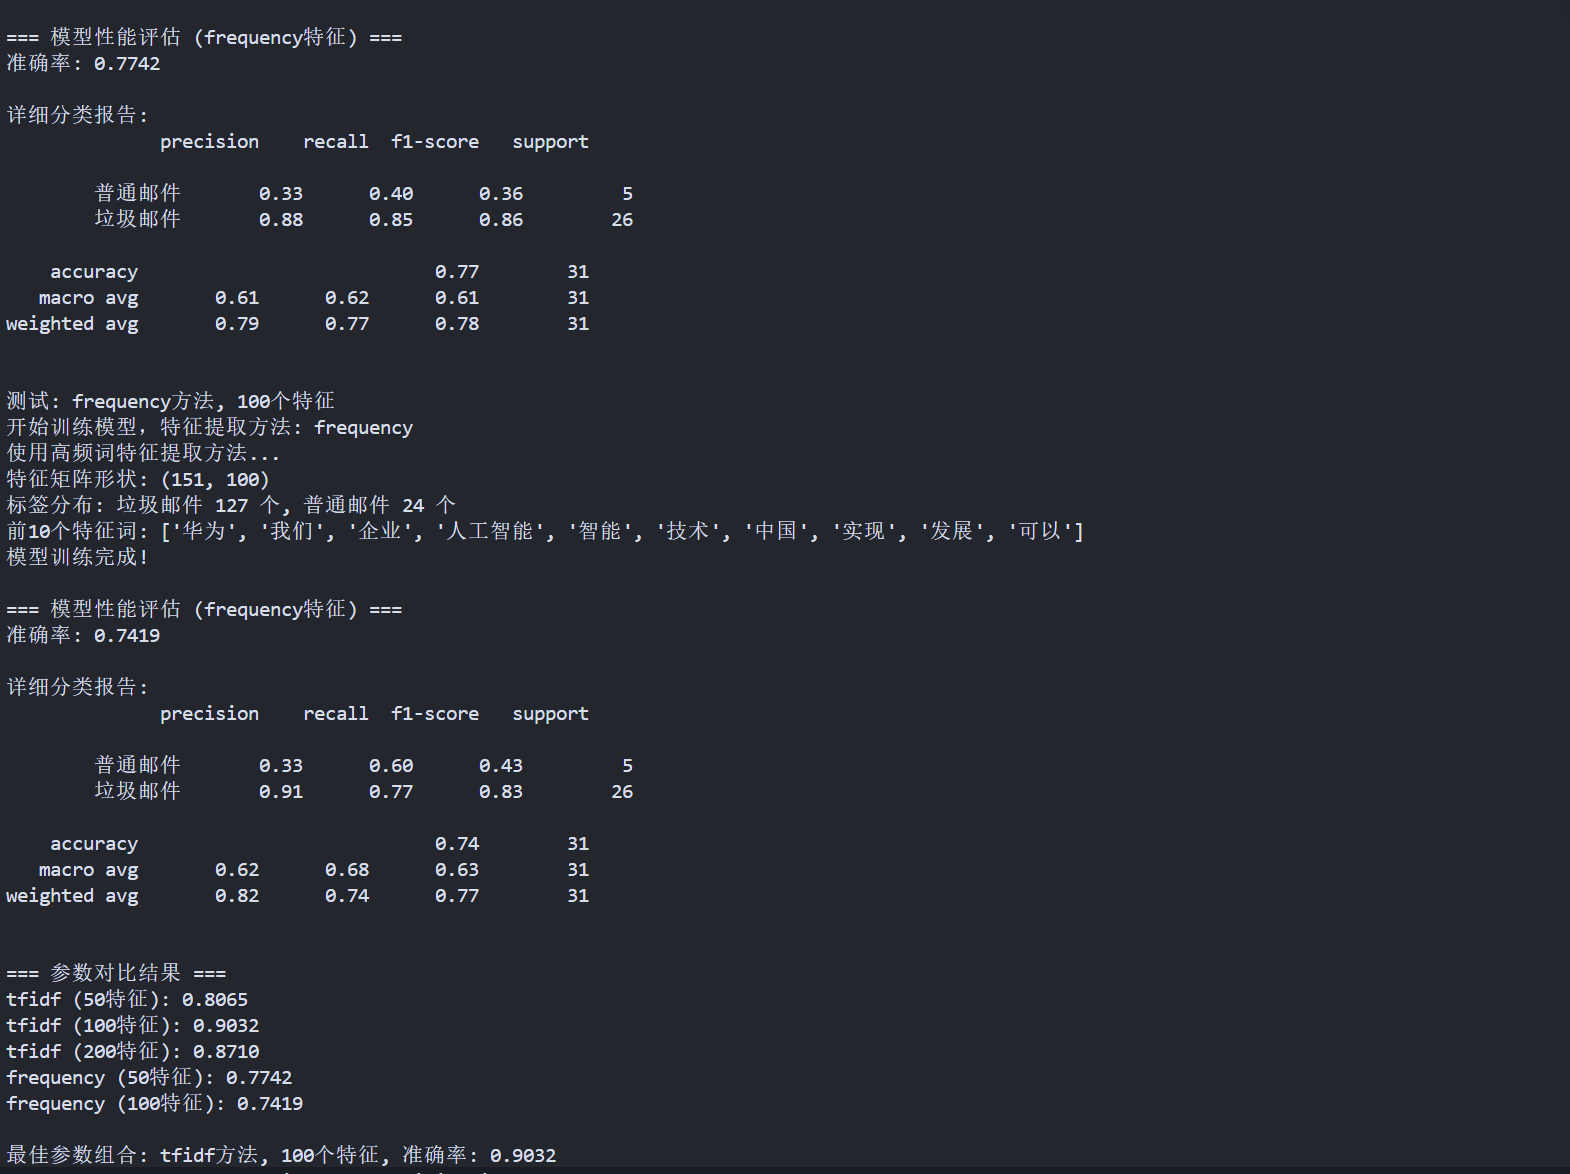 === 模型性能评估 (frequency特征) ===
准确率: 0.7742
详细分类报告:
precision    recall  f1-score   support
普通邮件       0.33      0.40      0.36         5
垃圾邮件       0.88      0.85      0.86        26
accuracy                           0.77        31
macro avg       0.61      0.62      0.61        31
weighted avg       0.79      0.77      0.78        31
测试: frequency方法, 100个特征
开始训练模型，特征提取方法: frequency
使用高频词特征提取方法...
特征矩阵形状: (151, 100)
标签分布: 垃圾邮件 127 个, 普通邮件 24 个
前10个特征词: ['华为', '我们', '企业', '人工智能', '智能', '技术', '中国', '实现', '发展', '可以']
模型训练完成!
=== 模型性能评估 (frequency特征) ===
准确率: 0.7419
详细分类报告:
precision    recall  f1-score   support
普通邮件       0.33      0.60      0.43         5
垃圾邮件       0.91      0.77      0.83        26
accuracy                           0.74        31
macro avg       0.62      0.68      0.63        31
weighted avg       0.82      0.74      0.77        31
=== 参数对比结果 ===
tfidf (50特征): 0.8065
tfidf (100特征): 0.9032
tfidf (200特征): 0.8710
frequency (50特征): 0.7742
frequency (100特征): 0.7419
最佳参数组合: tfidf方法, 100个特征, 准确率: 0.9032